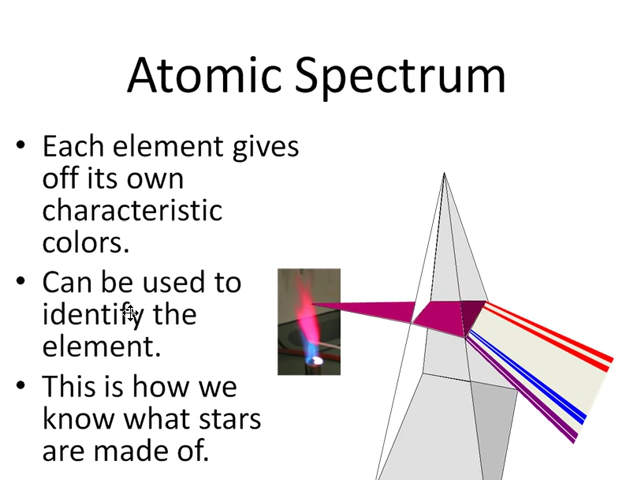 Atomic Spectrum
• Each element gives
off its own
characteristic
colors.
• Can be used to
identify the
element.
• This is how we
know what stars
are made of.